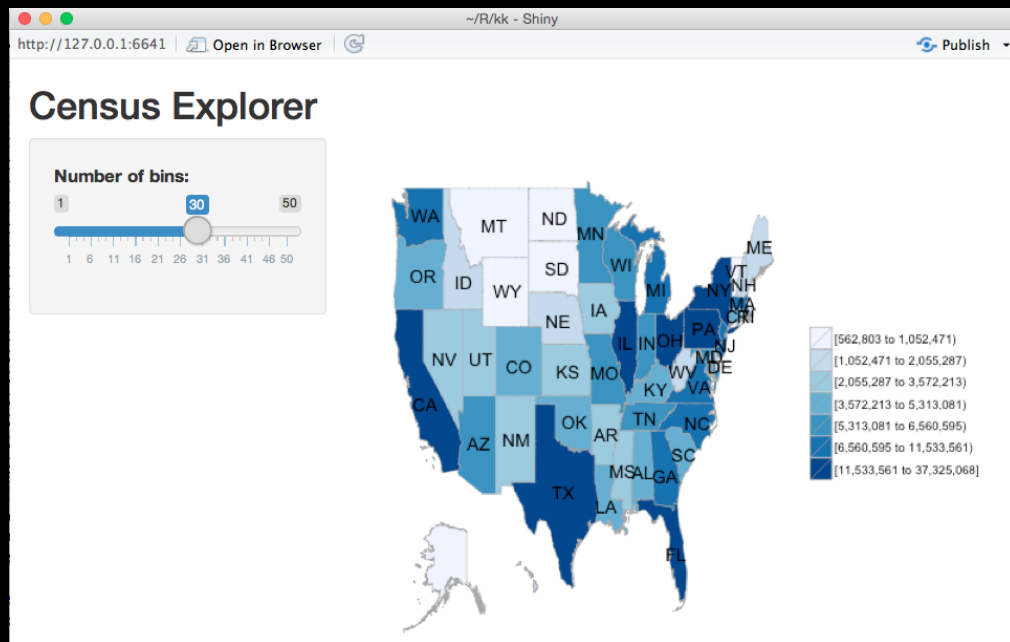 ~/R/kk - Shiny
http://127.0.0.1:6641 Open in Browser Publish
Census Explorer
Number of bins:
1 30 50
1 6 11 16 21 26 31 36 41 46 50
WA MT ND MN ME
OR ID WY SD WI MI VT NH NY MA
NE IA CRI
NV UT CO KS MO IL IN OH PA NJ
MD DE WV VA KY
CA AZ NM OK AR TN NC SC
TX LA MS AL GA FL
[562,803 to 1,052,471)
[1,052,471 to 2,055,287)
[2,055,287 to 3,572,213)
[3,572,213 to 5,313,081)
[5,313,081 to 6,560,595)
[6,560,595 to 11,533,561)
[11,533,561 to 37,325,068]